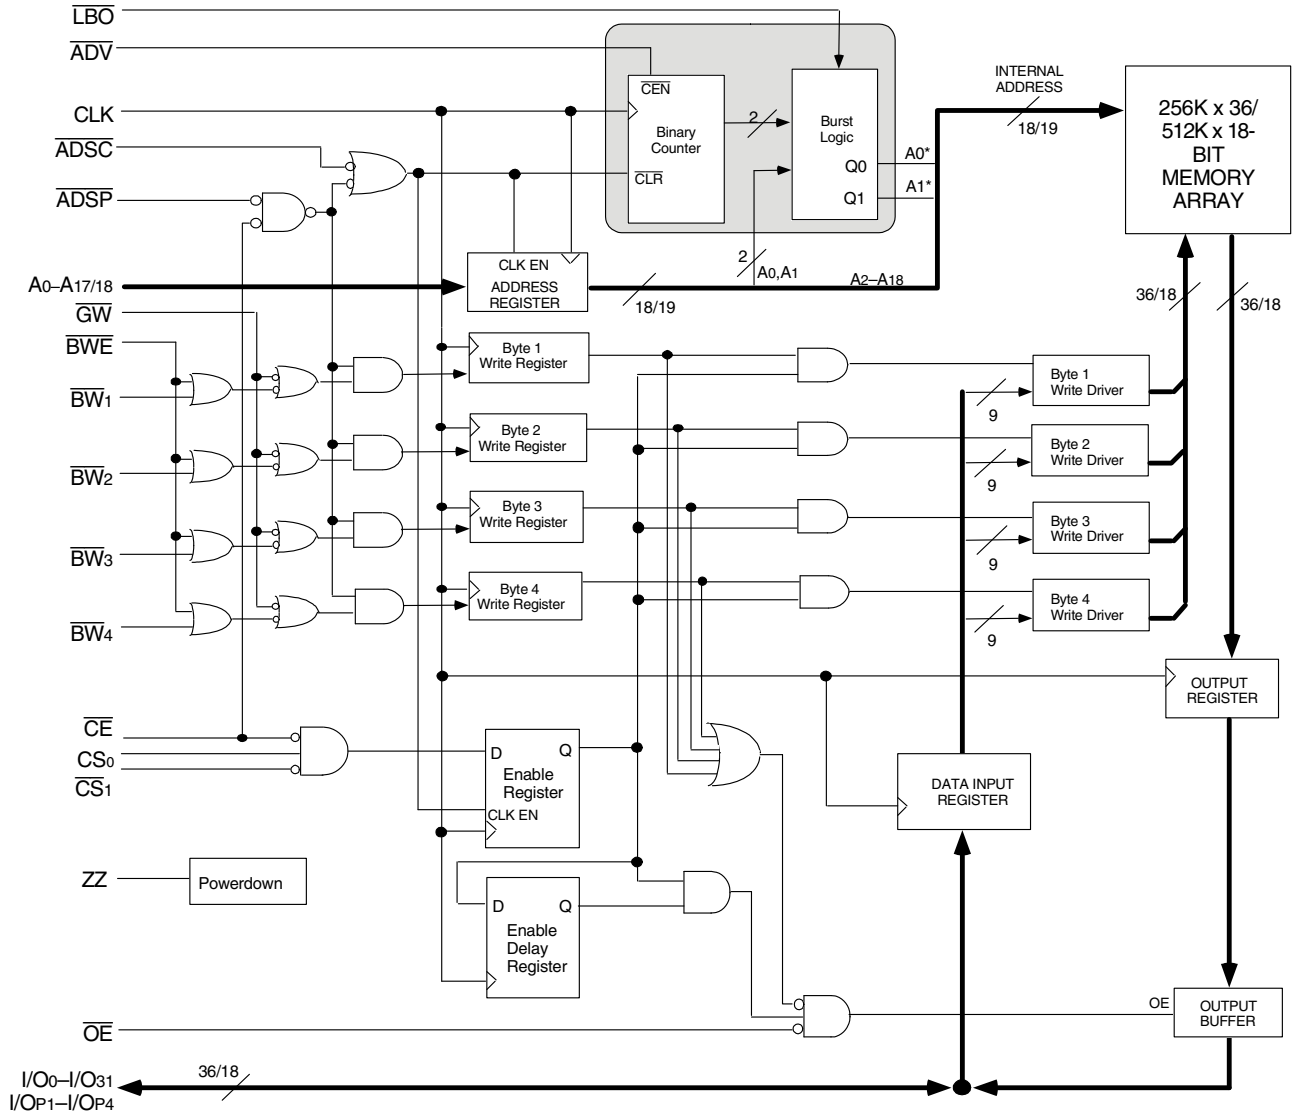 LBO
ADV
CLK
ADSC
ADSP
A0–A17/18
GW
BWE
BW1
BW2
BW3
BW4
CE
CS0
CS1
ZZ
OE
I/O0–I/O31
I/OP1–I/OP4
36/18
CEN
Binary
Counter
CLR
2
Burst
Logic
Q0
Q1
A0*
A1*
2
A0,A1
A2–A18
INTERNAL
ADDRESS
18/19
256K x 36/
512K x 18-
BIT
MEMORY
ARRAY
CLK EN
ADDRESS
REGISTER
18/19
36/18
36/18
Byte 1
Write Register
Byte 2
Write Register
Byte 3
Write Register
Byte 4
Write Register
Byte 1
Write Driver
9
Byte 2
Write Driver
9
Byte 3
Write Driver
9
Byte 4
Write Driver
9
OUTPUT
REGISTER
D
Q
Enable
Register
CLK EN
DATA INPUT
REGISTER
Powerdown
D
Q
Enable
Delay
Register
OE
OUTPUT
BUFFER